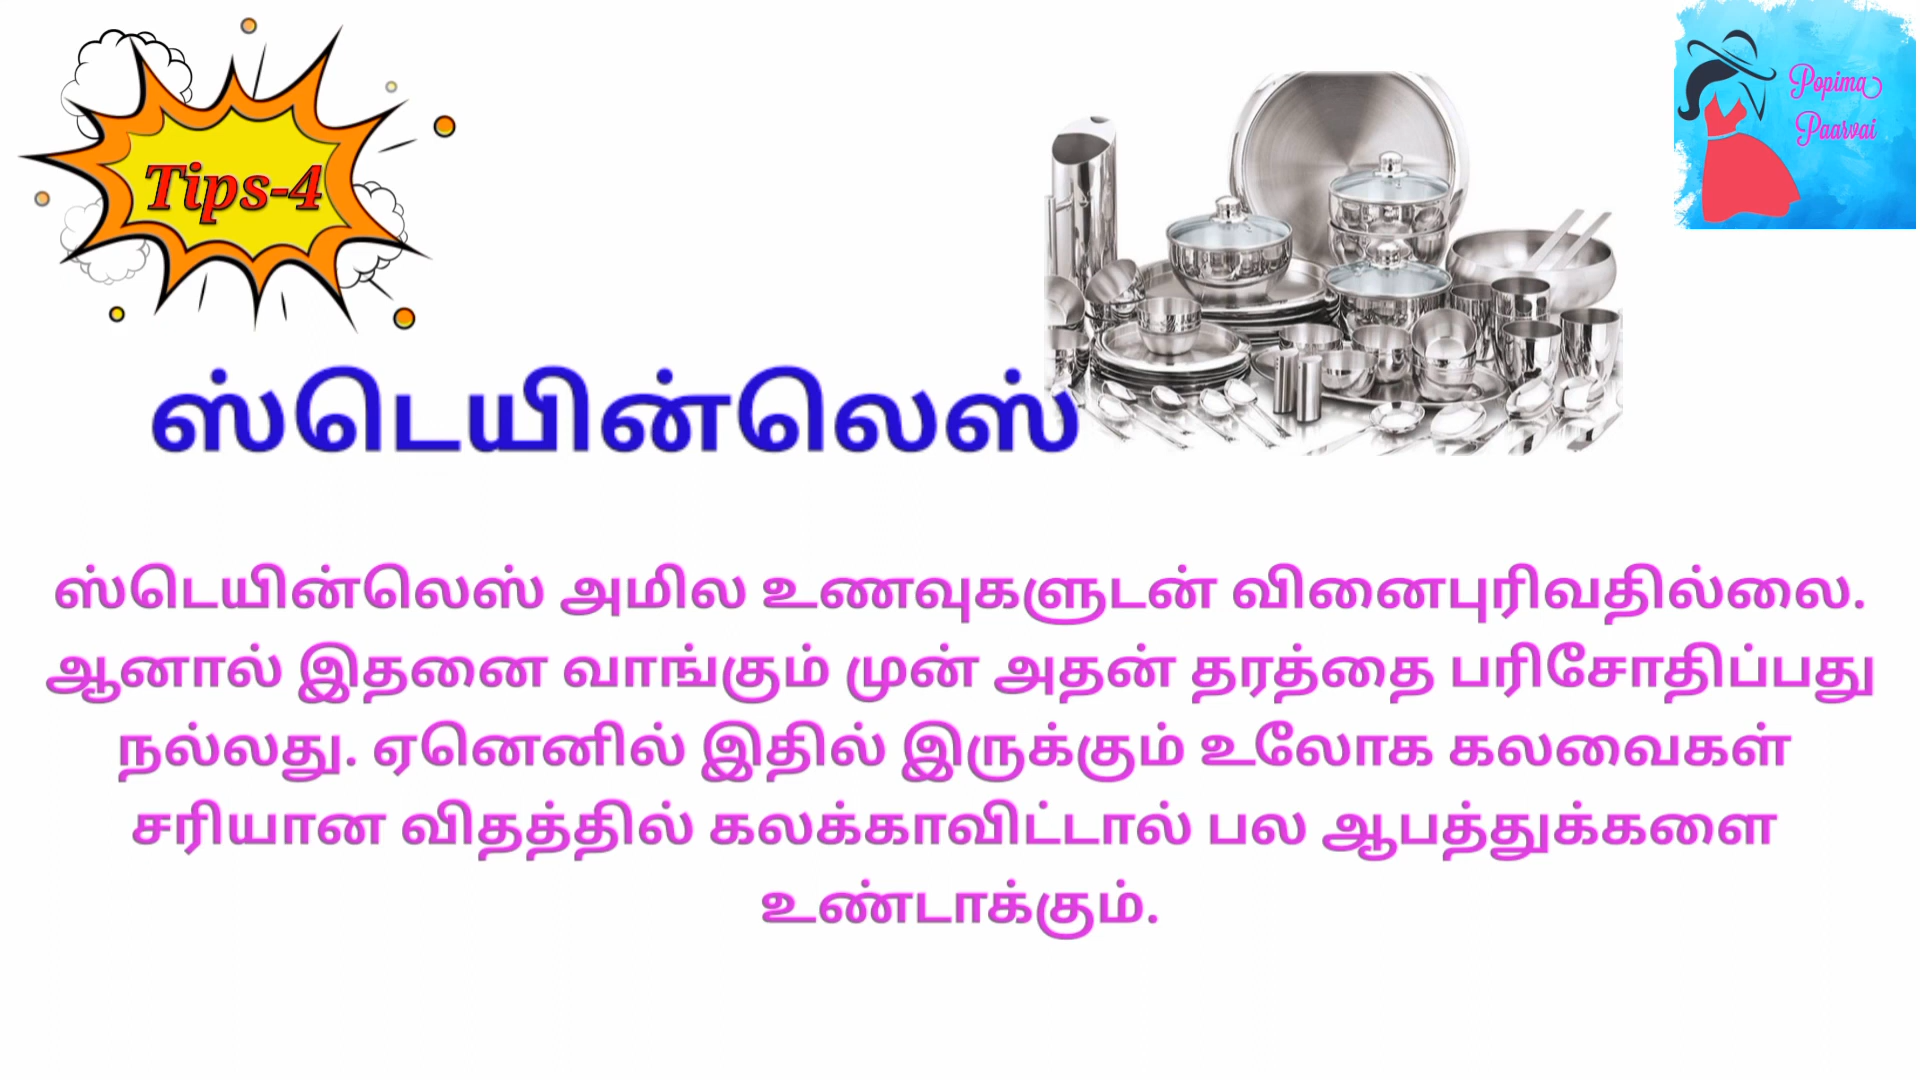 Tips-4
Popima
Paarvai
ஸ்டெயின்லெஸ்
ஸ்டெயின்லெஸ் அமில உணவுகளுடன் வினைபுரிவதில்லை.
ஆனால் இதனை வாங்கும் முன் அதன் தரத்தை பரிசோதிப்பது
நல்லது. ஏனெனில் இதில் இருக்கும் உலோக கலவைகள்
சரியான விதத்தில் கலக்காவிட்டால் பல ஆபத்துக்களை
உண்டாக்கும்.